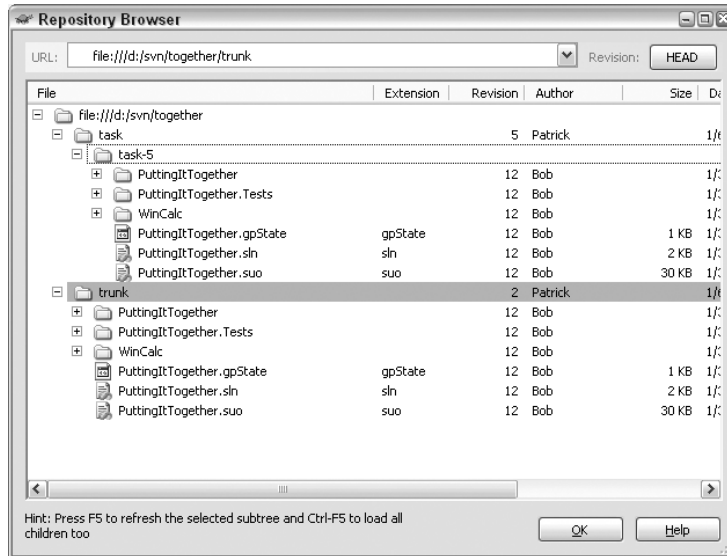 Repository Browser
URL: file:///d:/svn/together/trunk Revision: HEAD
File Extension Revision Author Size
file:///d:/svn/together
task 5 Patrick
task-5
PuttingItTogether 12 Bob
PuttingItTogether.Tests 12 Bob
WinCalc 12 Bob
PuttingItTogether.gpState gpState 12 Bob 1 KB
PuttingItTogether.sln sln 12 Bob 2 KB
PuttingItTogether.suo suo 12 Bob 30 KB
trunk 2 Patrick
PuttingItTogether 12 Bob
PuttingItTogether.Tests 12 Bob
WinCalc 12 Bob
PuttingItTogether.gpState gpState 12 Bob 1 KB
PuttingItTogether.sln sln 12 Bob 2 KB
PuttingItTogether.suo suo 12 Bob 30 KB
Hint: Press F5 to refresh the selected subtree and Ctrl-F5 to load all
children too
OK Help